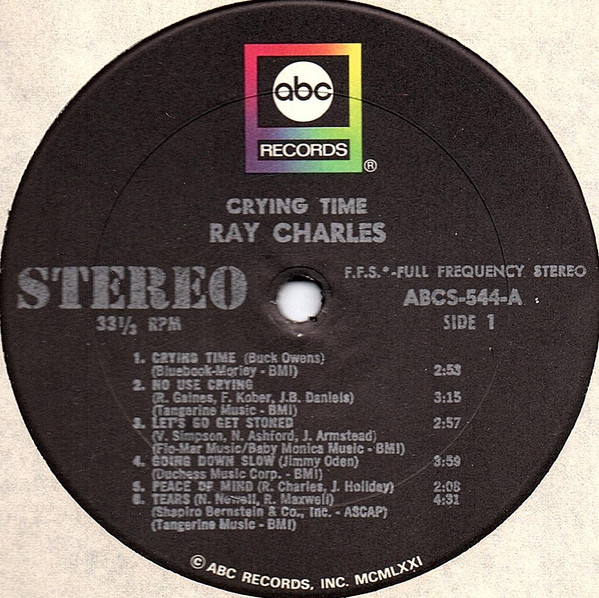 abc
RECORDS
®
CRYING TIME
RAY CHARLES
STEREO
33⅓ RPM
F.F.S.*-FULL FREQUENCY STEREO
ABCS-544-A
SIDE 1
1. CRYING TIME (Buck Owens)
(Bluebook-Morley - BMI) 2:53
2. NO USE CRYING
(R. Gaines, F. Kober, J.B. Daniels) 3:15
(Tangerine Music - BMI)
3. LET'S GO GET STONED 2:57
(V. Simpson, N. Ashford, J. Armstead)
(Flo-Mar Music/Baby Monica Music - BMI)
4. GOING DOWN SLOW (Jimmy Oden) 3:59
(Duchess Music Corp. - BMI)
5. PEACE OF MIND (R. Charles, J. Holiday) 2:08
6. TEARS (N. Newell, R. Maxwell) 4:31
(Shapiro Bernstein & Co., Inc. - ASCAP)
(Tangerine Music - BMI)
© ABC RECORDS, INC. MCMLXXI